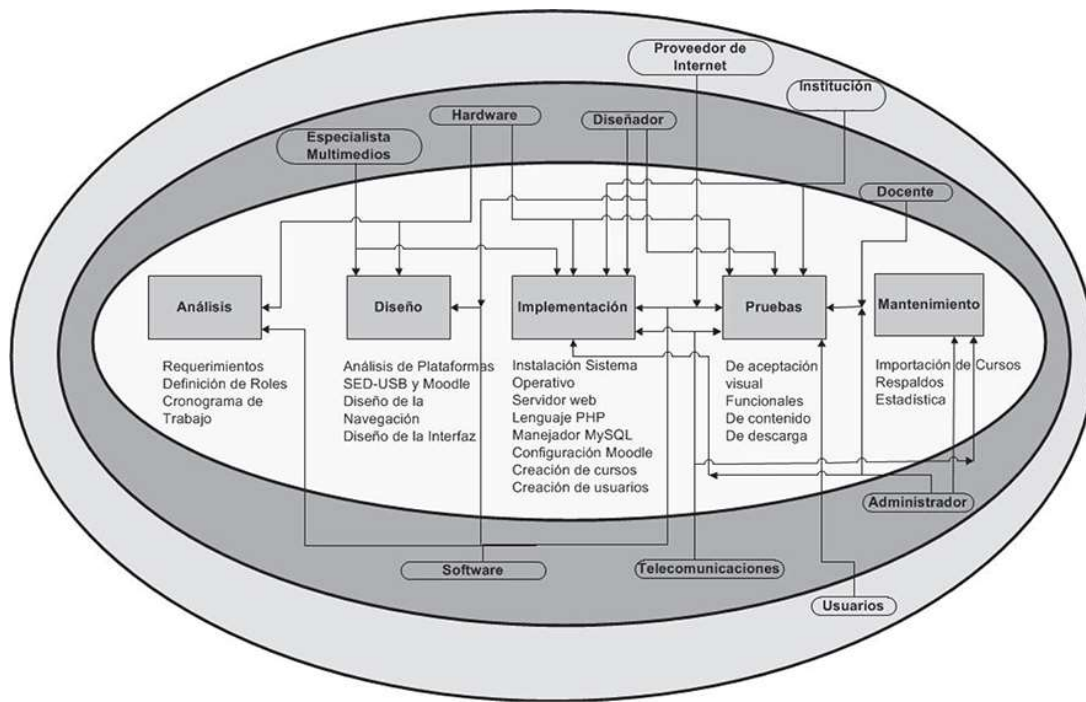 Proveedor de
Internet
Institución
Hardware
Diseñador
Especialista
Multimedios
Docente
Análisis
Diseño
Implementación
Pruebas
Mantenimiento
Requerimientos
Definición de Roles
Cronograma de
Trabajo
Análisis de Plataformas
SED-USB y Moodle
Diseño de la
Navegación
Diseño de la Interfaz
Instalación Sistema
Operativo
Servidor web
Lenguaje PHP
Manejador MySQL
Configuración Moodle
Creación de cursos
Creación de usuarios
De aceptación
visual
Funcionales
De contenido
De descarga
Importación de Cursos
Respaldos
Estadística
Administrador
Software
Telecomunicaciones
Usuarios